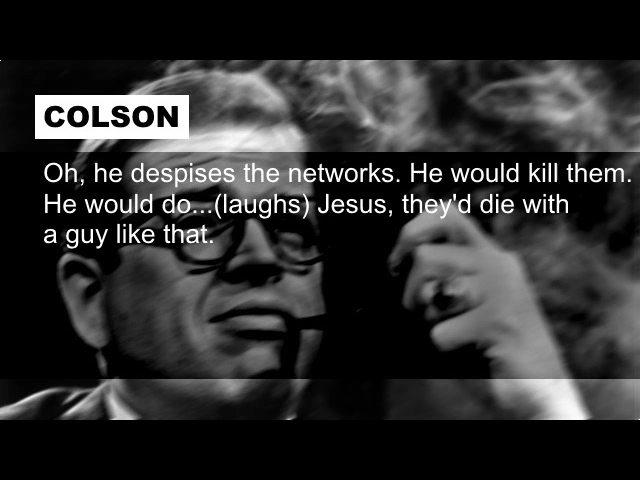 COLSON
Oh, he despises the networks. He would kill them.
He would do...(laughs) Jesus, they'd die with
a guy like that.